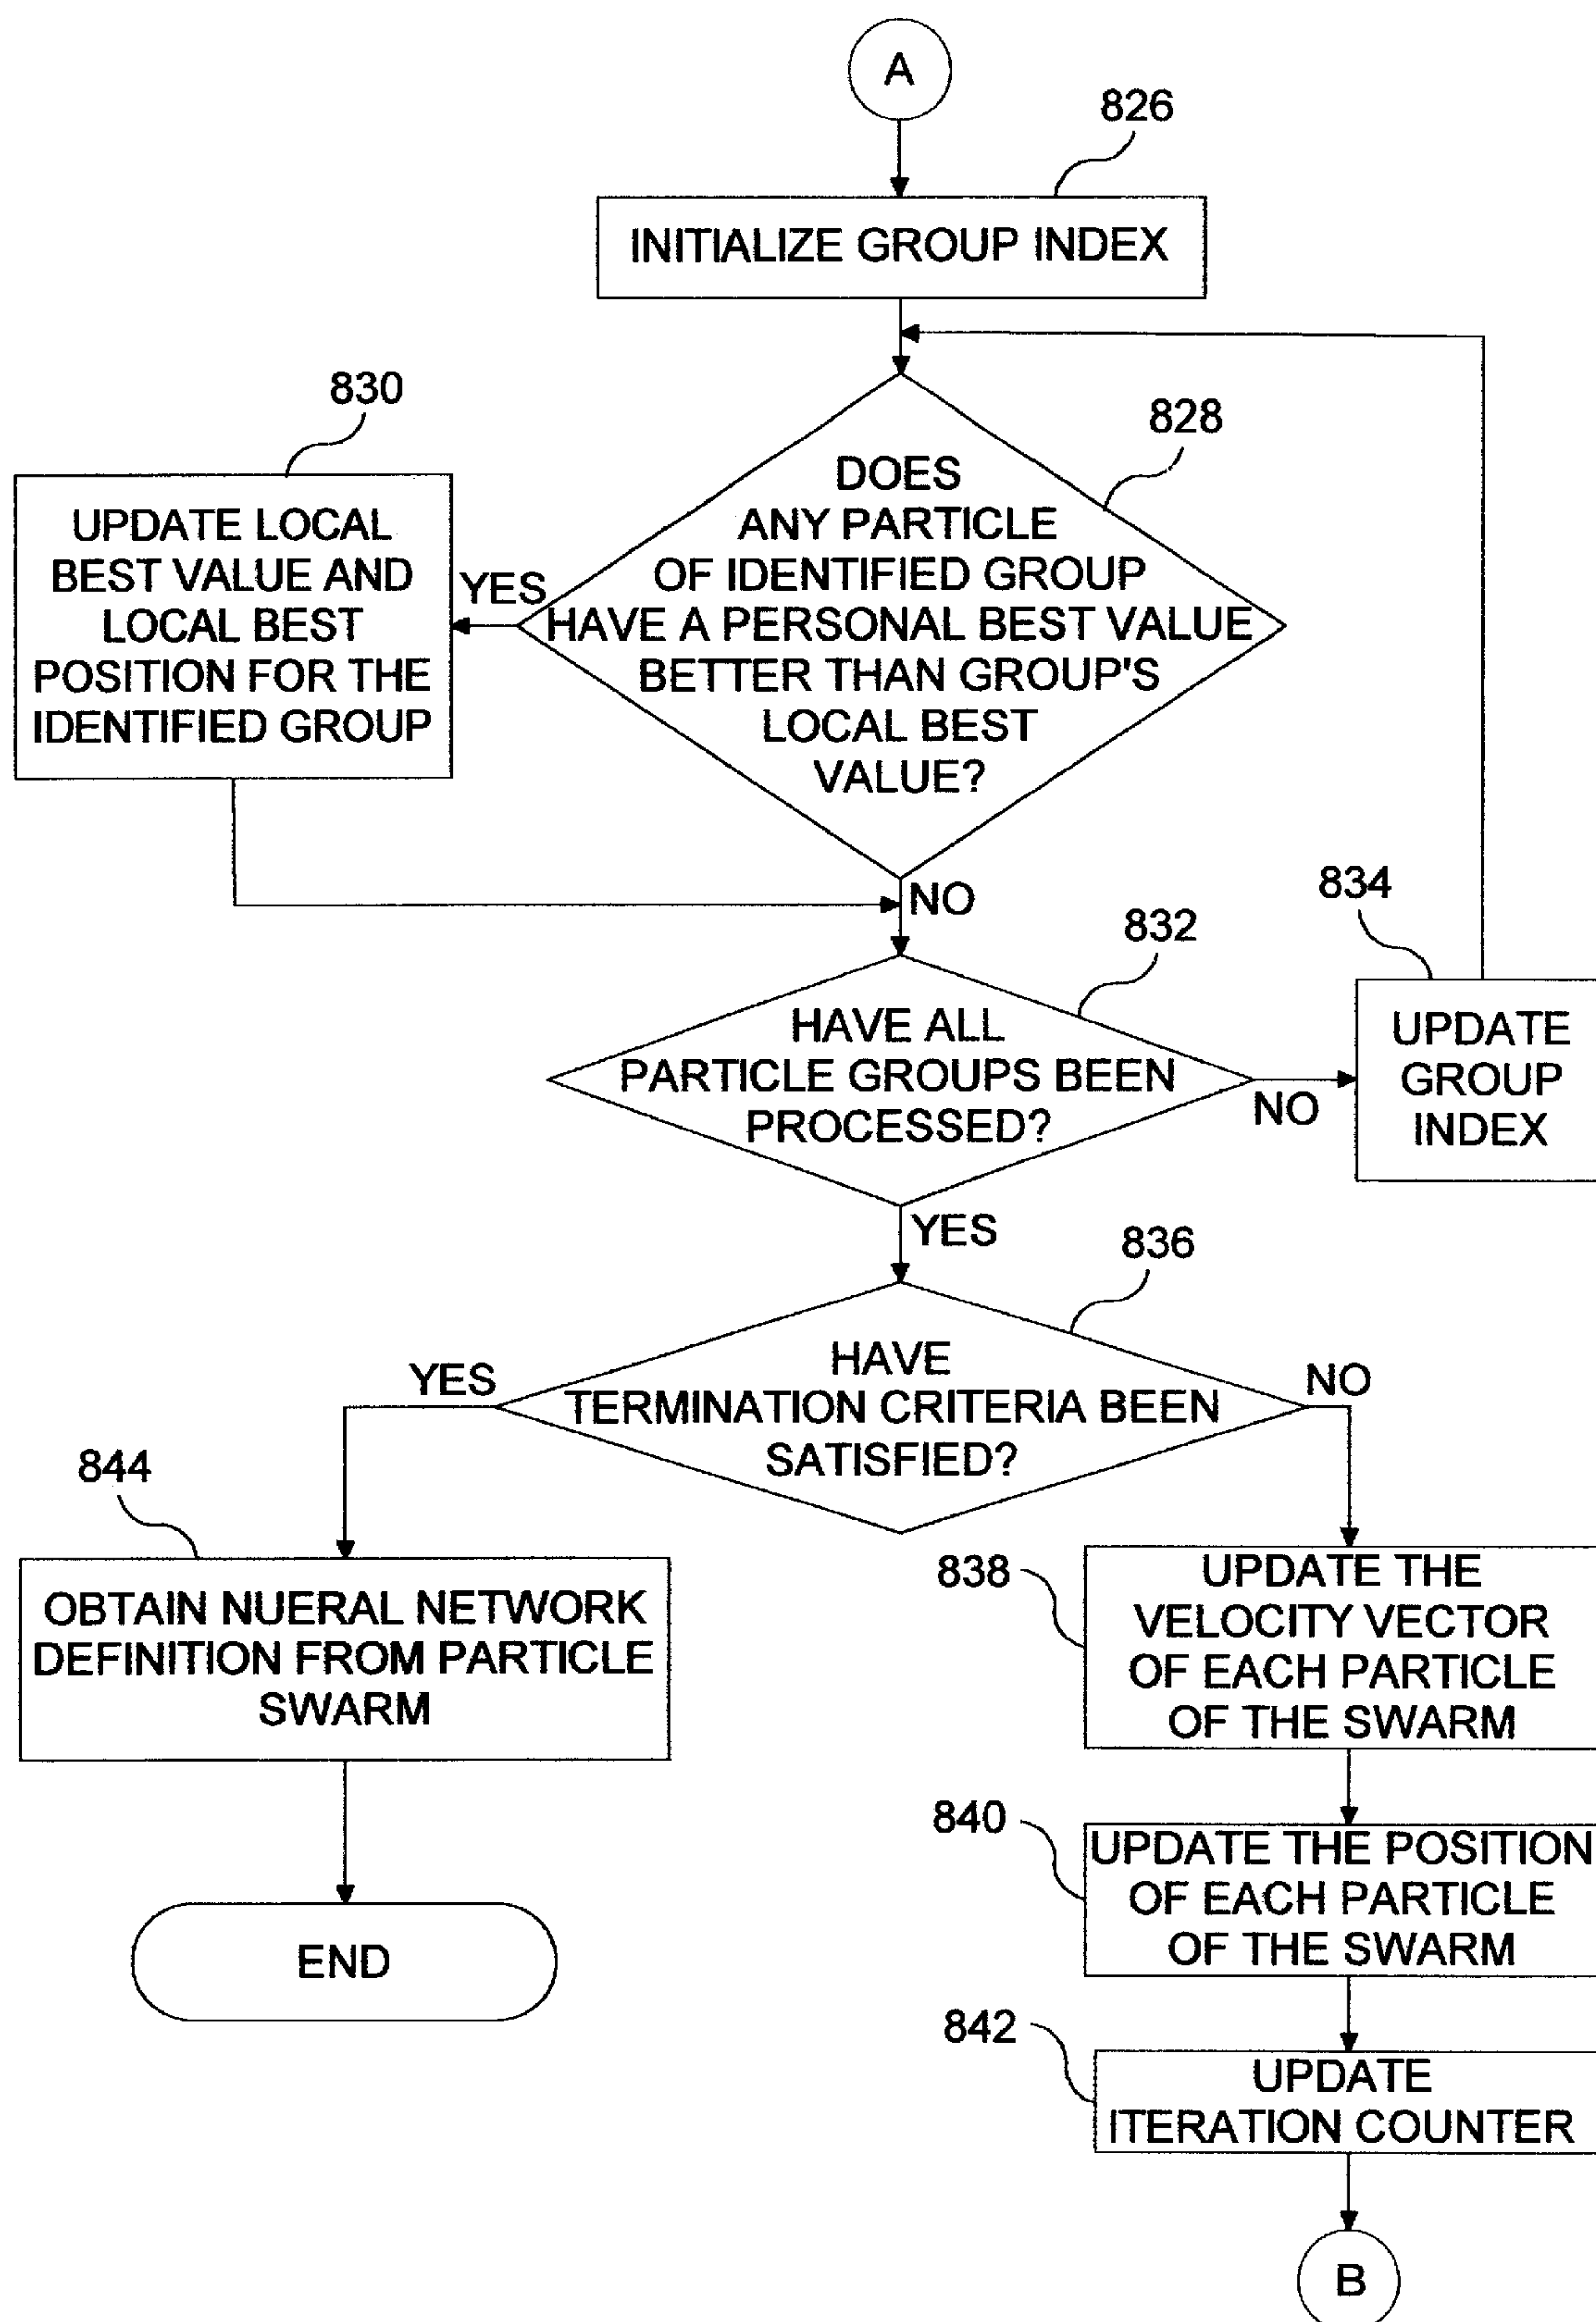 A
826
INITIALIZE GROUP INDEX
830
828
UPDATE LOCAL
BEST VALUE AND
LOCAL BEST
POSITION FOR THE
IDENTIFIED GROUP
YES
DOES
ANY PARTICLE
OF IDENTIFIED GROUP
HAVE A PERSONAL BEST VALUE
BETTER THAN GROUP'S
LOCAL BEST
VALUE?
NO
832
834
HAVE ALL
PARTICLE GROUPS BEEN
PROCESSED?
NO
UPDATE
GROUP
INDEX
YES
836
HAVE
TERMINATION CRITERIA BEEN
SATISFIED?
YES
NO
844
OBTAIN NUERAL NETWORK
DEFINITION FROM PARTICLE
SWARM
END
838
UPDATE THE
VELOCITY VECTOR
OF EACH PARTICLE
OF THE SWARM
840
UPDATE THE POSITION
OF EACH PARTICLE
OF THE SWARM
842
UPDATE
ITERATION COUNTER
B